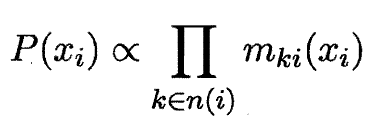 P(x_i) ∝ ∏_{k∈n(i)} m_{ki}(x_i)